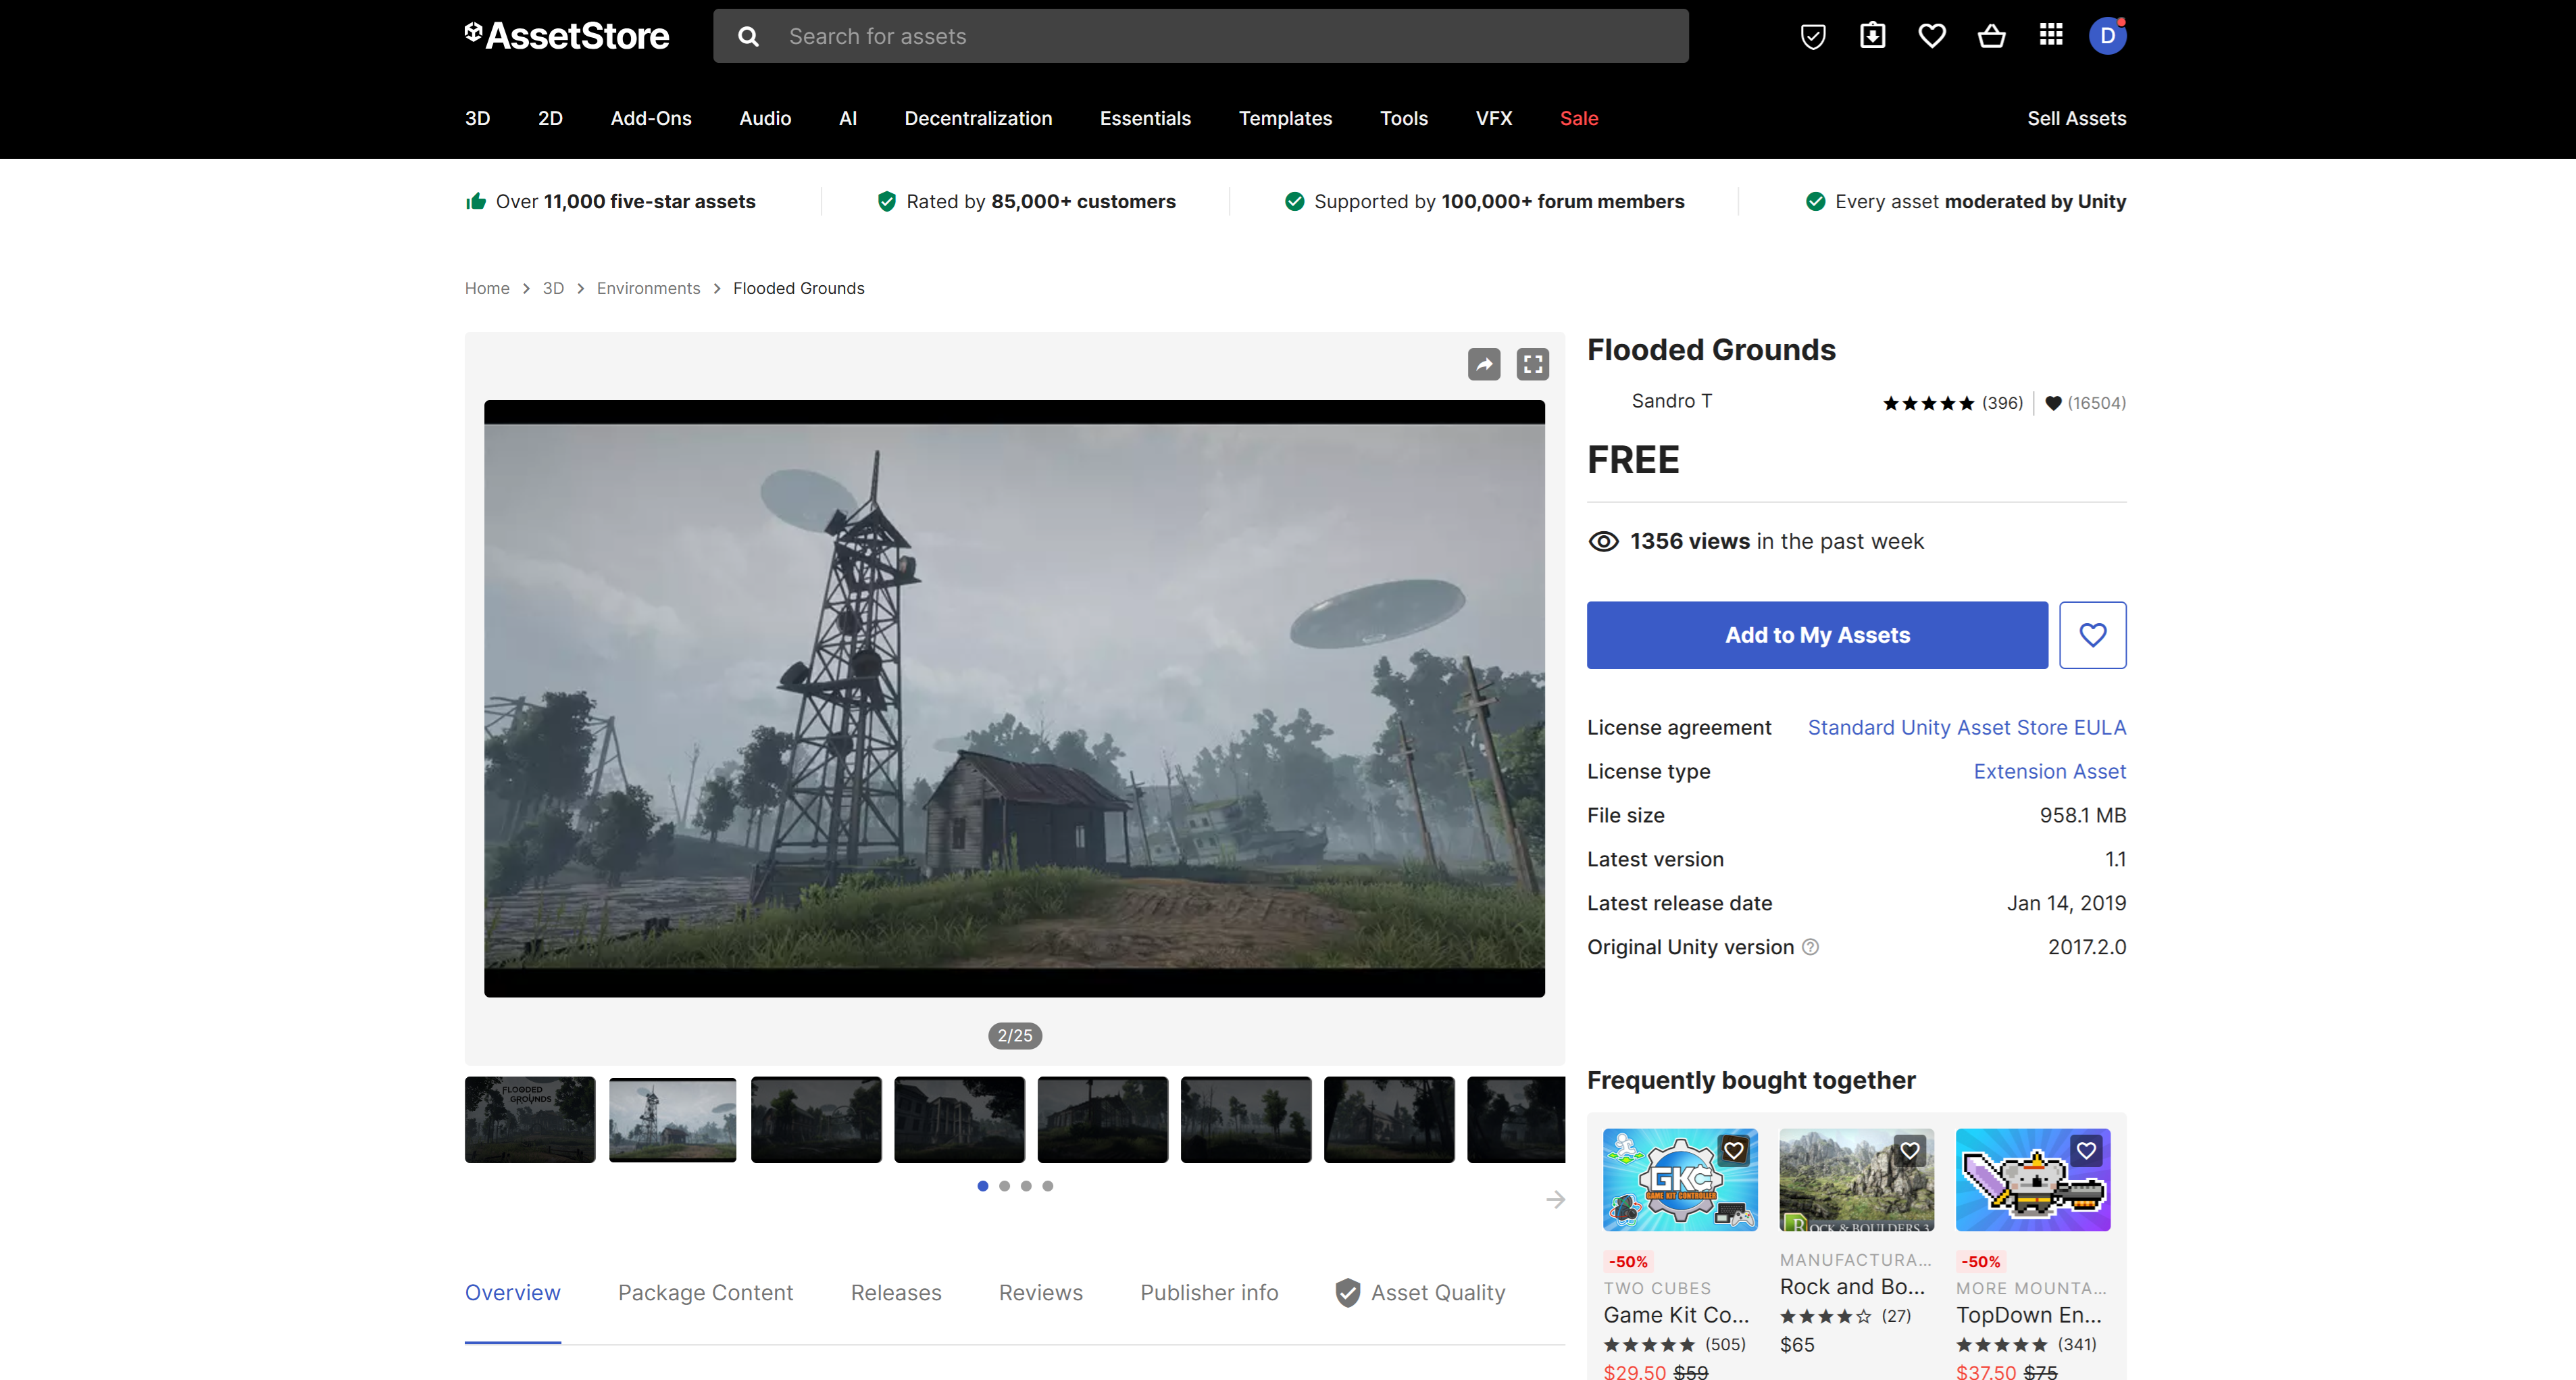 AssetStore
Search for assets
D
3D
2D
Add-Ons
Audio
AI
Decentralization
Essentials
Templates
Tools
VFX
Sale
Sell Assets
Over 11,000 five-star assets
Rated by 85,000+ customers
Supported by 100,000+ forum members
Every asset moderated by Unity
Home > 3D > Environments > Flooded Grounds
Flooded Grounds
Sandro T
(396)
(16504)
FREE
1356 views in the past week
Add to My Assets
License agreement
Standard Unity Asset Store EULA
License type
Extension Asset
File size
958.1 MB
Latest version
1.1
Latest release date
Jan 14, 2019
Original Unity version
2017.2.0
2/25
FLOODED
GROUNDS
Overview
Package Content
Releases
Reviews
Publisher info
Asset Quality
Frequently bought together
GKC
GAME KIT CONTROLLER
-50%
TWO CUBES
Game Kit Co...
(505)
$29.50 $59
ROCK & BOULDERS 3
MANUFACTURA...
Rock and Bo...
(27)
$65
-50%
MORE MOUNTA...
TopDown En...
(341)
$37.50 $75